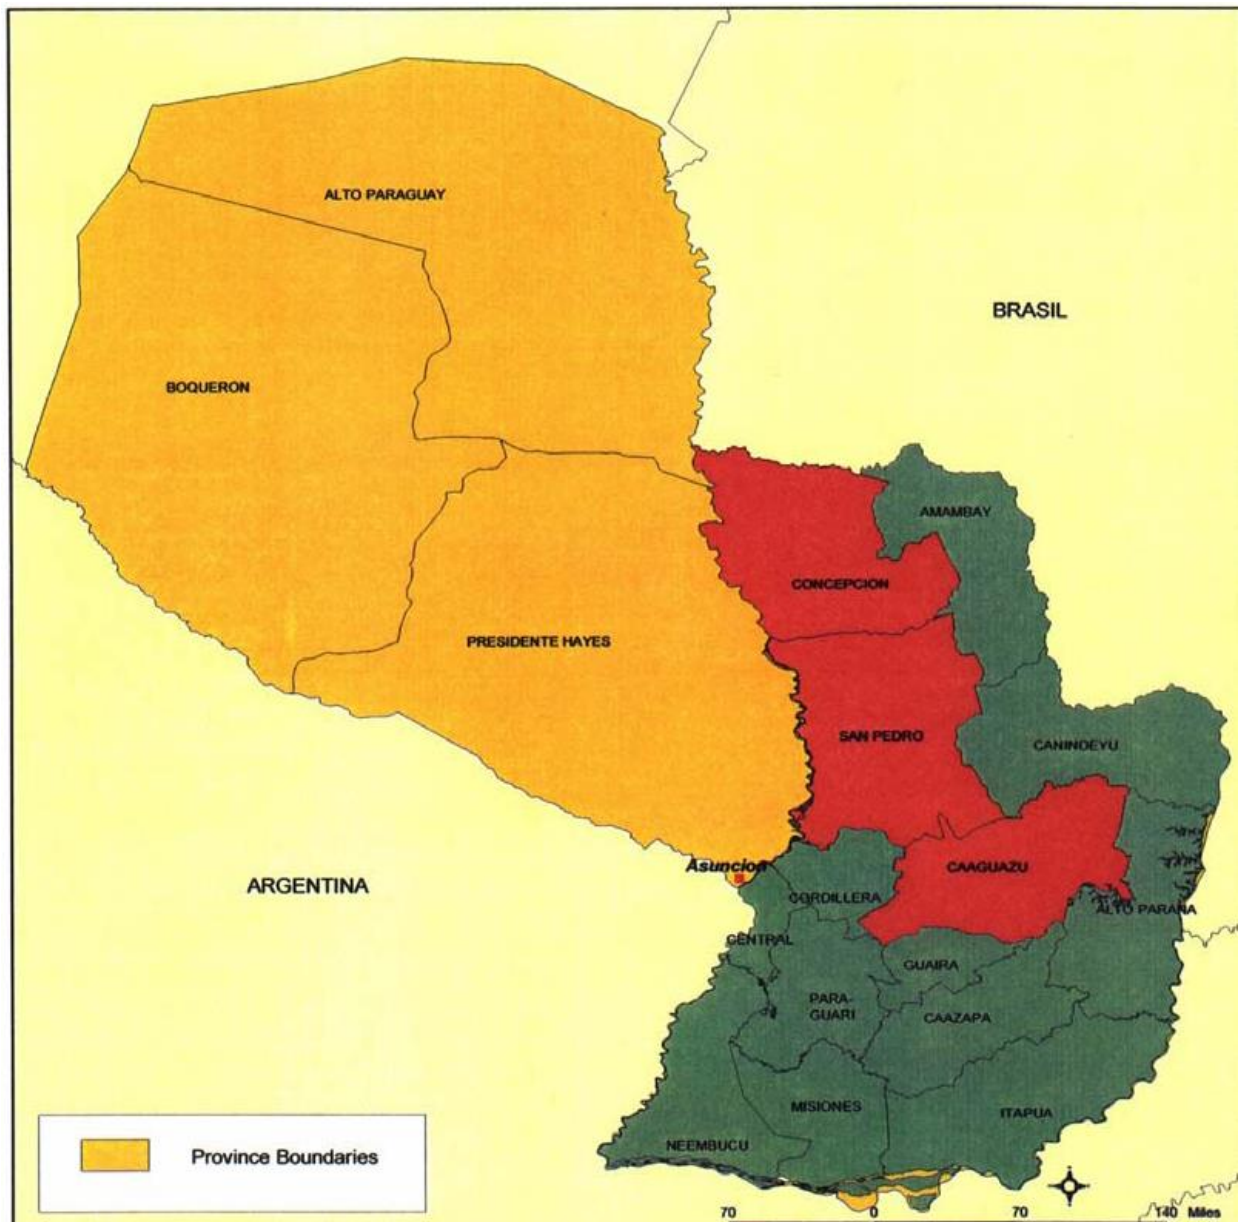 ALTO PARAGUAY
BRASIL
BOQUERON
AMAMBAY
CONCEPCION
PRESIDENTE HAYES
SAN PEDRO
CANINDEYU
Asuncion
CAAGUAZU
ARGENTINA
CORDILLERA
ALTO PARANA
CENTRAL
GUAIRA
PARA-
GUARI
CAAZAPA
MISIONES
ITAPUA
NEEMBUCU
Province Boundaries
70 0 70 140 Miles